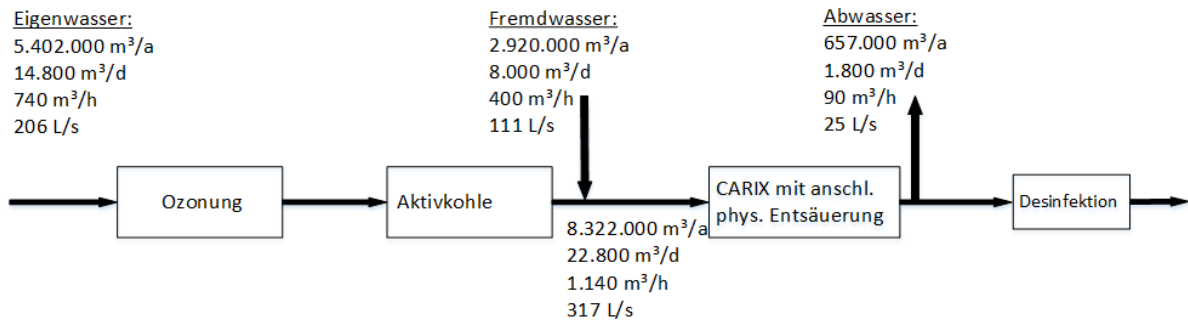 Eigenwasser:
5.402.000 m³/a
14.800 m³/d
740 m³/h
206 L/s
Fremdwasser:
2.920.000 m³/a
8.000 m³/d
400 m³/h
111 L/s
Abwasser:
657.000 m³/a
1.800 m³/d
90 m³/h
25 L/s
Ozonung
Aktivkohle
CARIX mit anschl.
phys. Entsäuerung
Desinfektion
8.322.000 m³/a
22.800 m³/d
1.140 m³/h
317 L/s